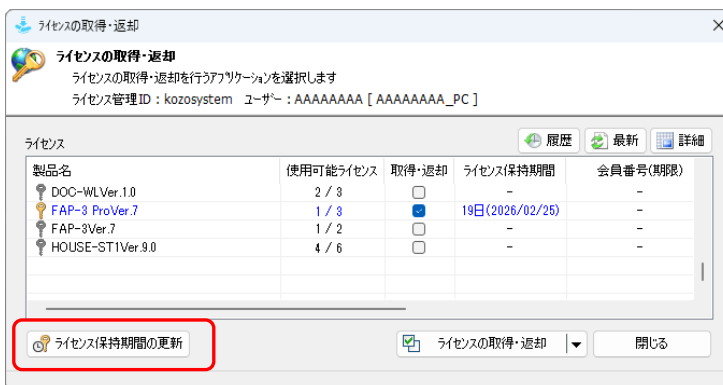 ライセンスの取得・返却
ライセンスの取得・返却
ライセンスの取得・返却を行うアプリケーションを選択します
ライセンス管理ID：kozosystem ユーザー：AAAAAAAA [ AAAAAAAA_PC ]
ライセンス 履歴 最新 詳細
製品名 使用可能ライセンス 取得・返却 ライセンス保持期間 会員番号(期限)
DOC-WLVer.1.0 2 / 3 - -
FAP-3 ProVer.7 1 / 3 19日(2026/02/25) -
FAP-3Ver.7 1 / 2 - -
HOUSE-ST1Ver.9.0 4 / 6 - -
ライセンス保持期間の更新 ライセンスの取得・返却 閉じる